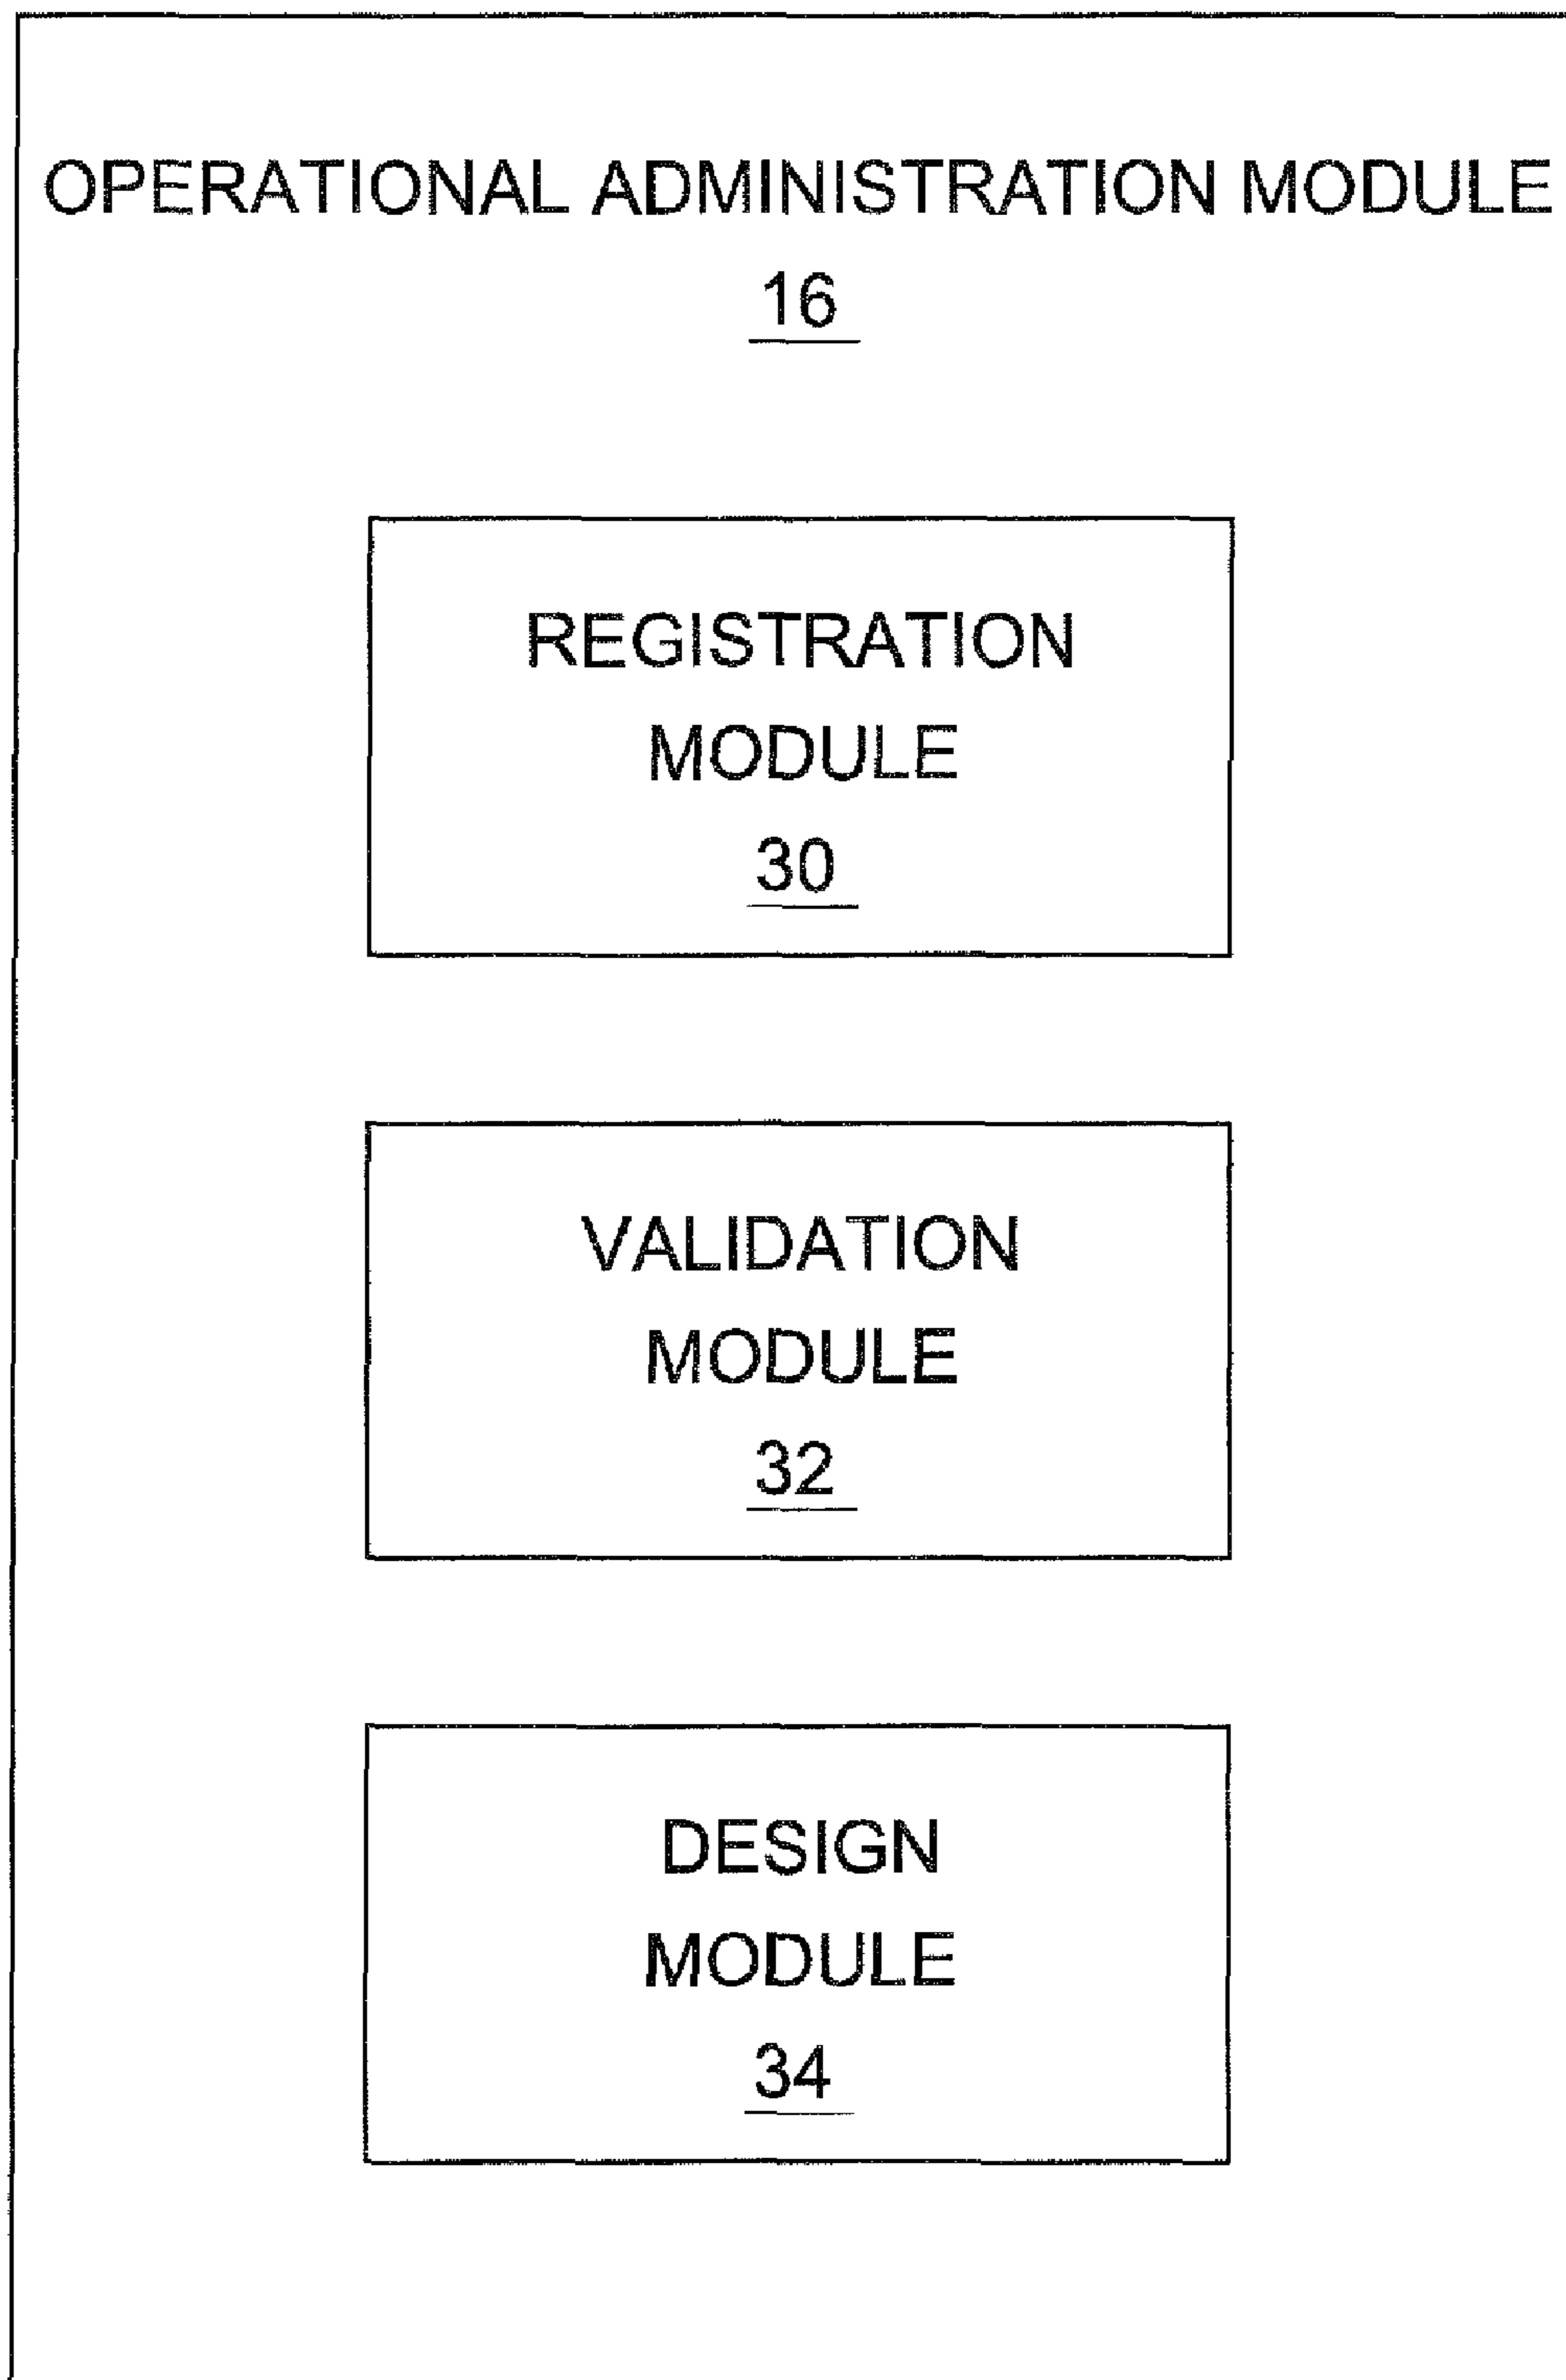 OPERATIONAL ADMINISTRATION MODULE
16
REGISTRATION
MODULE
30
VALIDATION
MODULE
32
DESIGN
MODULE
34